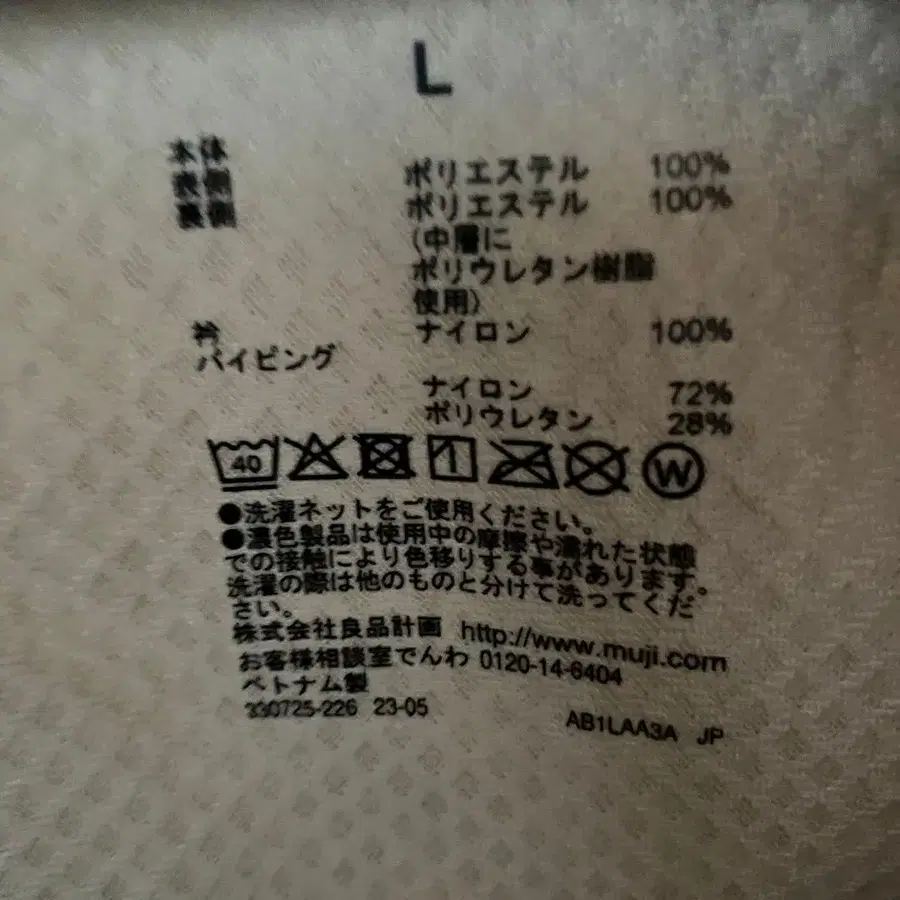 L
本体
表側 ポリエステル 100%
裏側 ポリエステル 100%
(中層に
ポリウレタン樹脂
使用)
衿 ナイロン 100%
パイピング
ナイロン 72%
ポリウレタン 28%
40
W
●洗濯ネットをご使用ください。
●濃色製品は使用中の摩擦や濡れた状態
での接触により色移りする事があります。
洗濯の際は他のものと分けて洗ってくだ
さい。
株式会社良品計画 http://www.muji.com
お客様相談室でんわ 0120-14-6404
ベトナム製
330725-226 23-05
AB1LAA3A JP